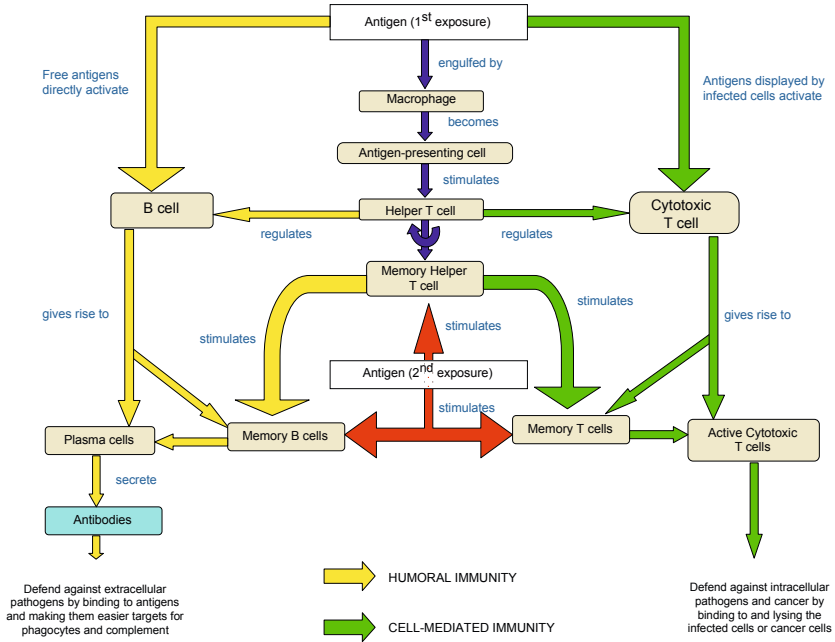 Antigen (1st exposure)
Free antigens
directly activate
engulfed by
Antigens displayed by
infected cells activate
Macrophage
becomes
Antigen-presenting cell
stimulates
B cell
Helper T cell
Cytotoxic
T cell
regulates
regulates
Memory Helper
T cell
stimulates
stimulates
gives rise to
stimulates
gives rise to
Antigen (2nd exposure)
stimulates
Plasma cells
Memory B cells
Memory T cells
Active Cytotoxic
T cells
secrete
Antibodies
Defend against extracellular
pathogens by binding to antigens
and making them easier targets for
phagocytes and complement
HUMORAL IMMUNITY
CELL-MEDIATED IMMUNITY
Defend against intracellular
pathogens and cancer by
binding to and lysing the
infected cells or cancer cells